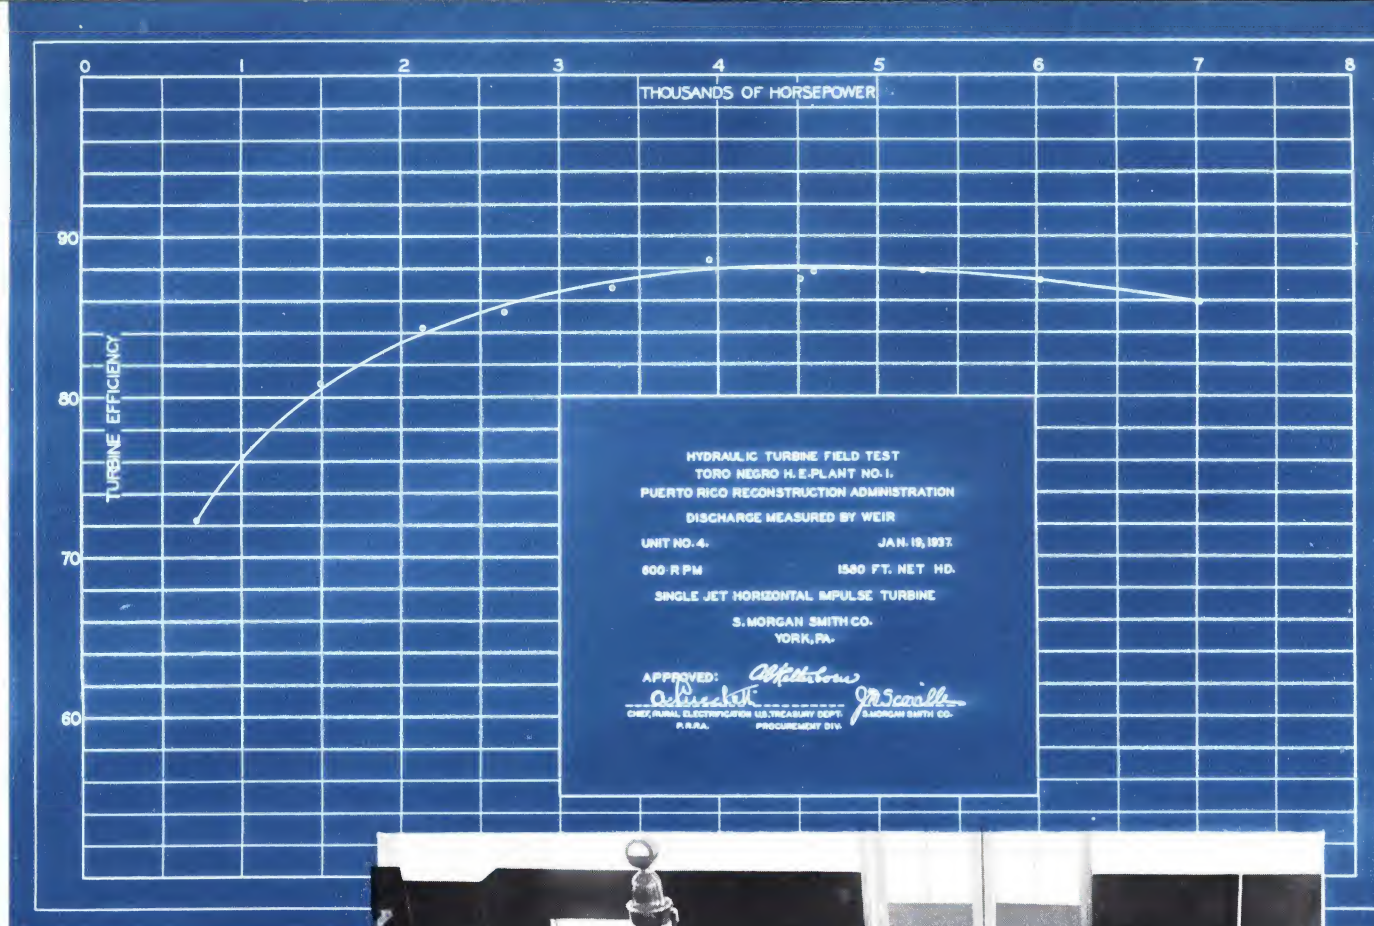 0 1 2 3 4 5 6 7 8
THOUSANDS OF HORSEPOWER
90
80
70
60
TURBINE EFFICIENCY
HYDRAULIC TURBINE FIELD TEST
TORO NEGRO H. E. PLANT NO. 1.
PUERTO RICO RECONSTRUCTION ADMINISTRATION
DISCHARGE MEASURED BY WEIR
UNIT NO. 4. JAN. 19, 1937.
600 RPM 1580 FT. NET HD.
SINGLE JET HORIZONTAL IMPULSE TURBINE
S. MORGAN SMITH CO.
YORK, PA.
APPROVED:
CHIEF, RURAL ELECTRIFICATION U.S. TREASURY DEPT. S. MORGAN SMITH CO.
P.R.R.A. PROCUREMENT DIV.